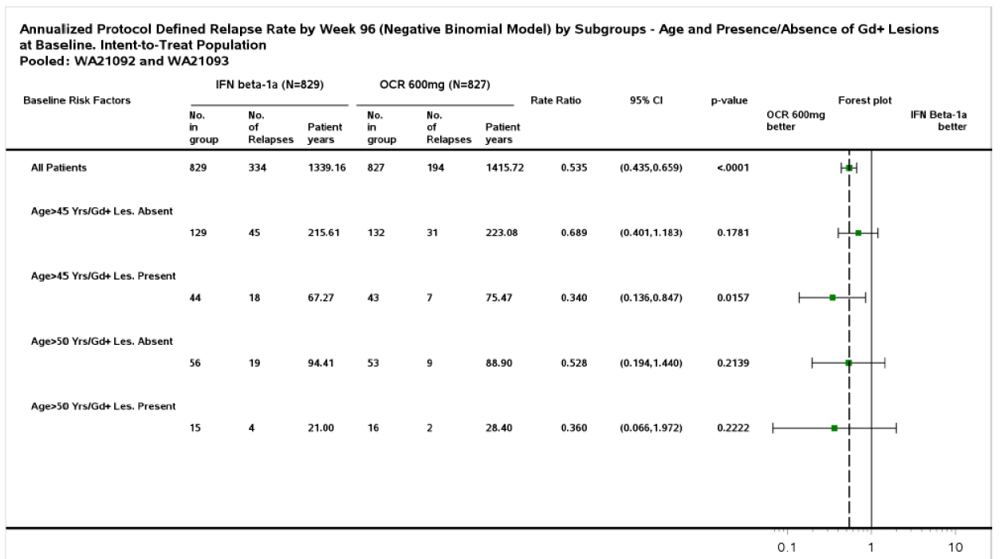 Annualized Protocol Defined Relapse Rate by Week 96 (Negative Binomial Model) by Subgroups - Age and Presence/Absence of Gd+ Lesions
at Baseline. Intent-to-Treat Population
Pooled: WA21092 and WA21093
IFN beta-1a (N=829) OCR 600mg (N=827)
Baseline Risk Factors Rate Ratio 95% CI p-value Forest plot
No. in group No. of Relapses Patient years No. in group No. of Relapses Patient years OCR 600mg better IFN Beta-1a better
All Patients 829 334 1339.16 827 194 1415.72 0.535 (0.435,0.659) <.0001
Age>45 Yrs/Gd+ Les. Absent
129 45 215.61 132 31 223.08 0.689 (0.401,1.183) 0.1781
Age>45 Yrs/Gd+ Les. Present
44 18 67.27 43 7 75.47 0.340 (0.136,0.847) 0.0157
Age>50 Yrs/Gd+ Les. Absent
56 19 94.41 53 9 88.90 0.528 (0.194,1.440) 0.2139
Age>50 Yrs/Gd+ Les. Present
15 4 21.00 16 2 28.40 0.360 (0.066,1.972) 0.2222
0.1 1 10